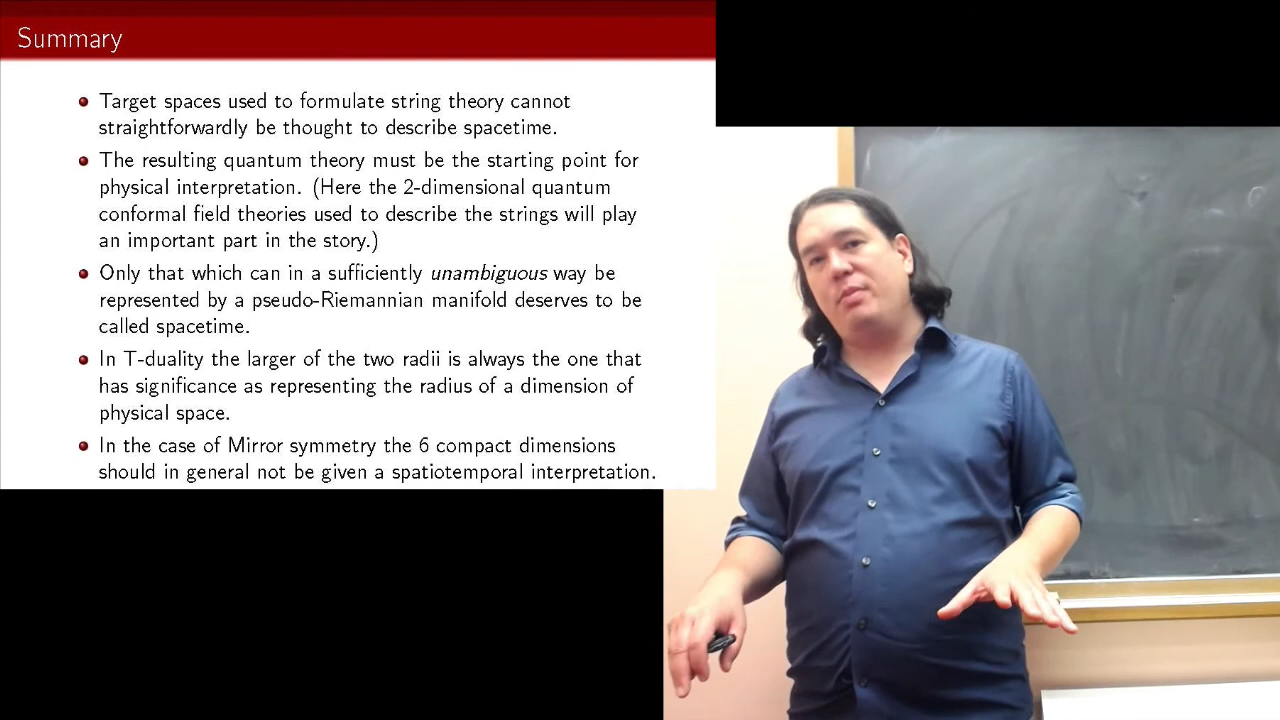 Summary
Target spaces used to formulate string theory cannot
straightforwardly be thought to describe spacetime.
The resulting quantum theory must be the starting point for
physical interpretation. (Here the 2-dimensional quantum
conformal field theories used to describe the strings will play
an important part in the story.)
Only that which can in a sufficiently unambiguous way be
represented by a pseudo-Riemannian manifold deserves to be
called spacetime.
In T-duality the larger of the two radii is always the one that
has significance as representing the radius of a dimension of
physical space.
In the case of Mirror symmetry the 6 compact dimensions
should in general not be given a spatiotemporal interpretation.